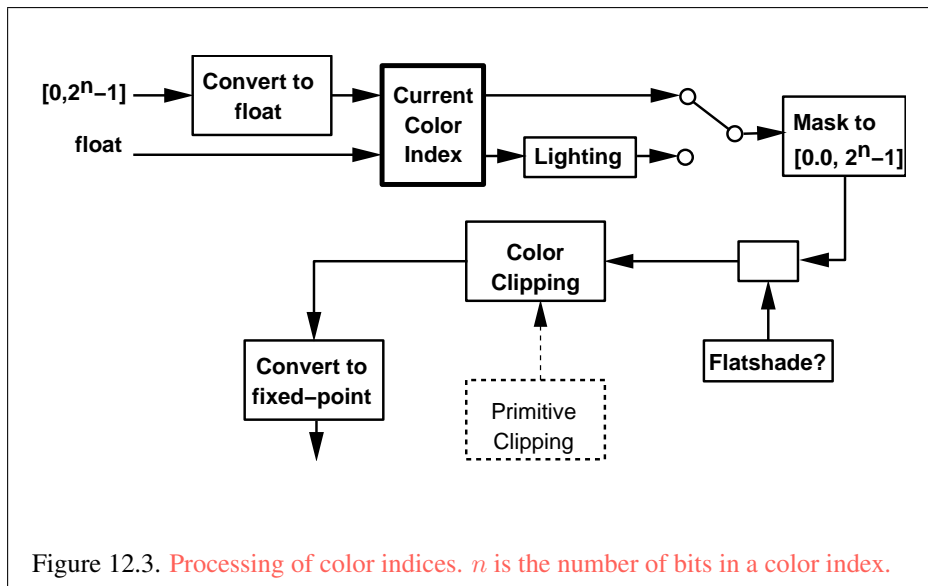 [0,2ⁿ−1]
Convert to
float
float
Current
Color
Index
Lighting
Mask to
[0.0, 2ⁿ−1]
Color
Clipping
Flatshade?
Convert to
fixed−point
Primitive
Clipping
Figure 12.3. Processing of color indices. n is the number of bits in a color index.